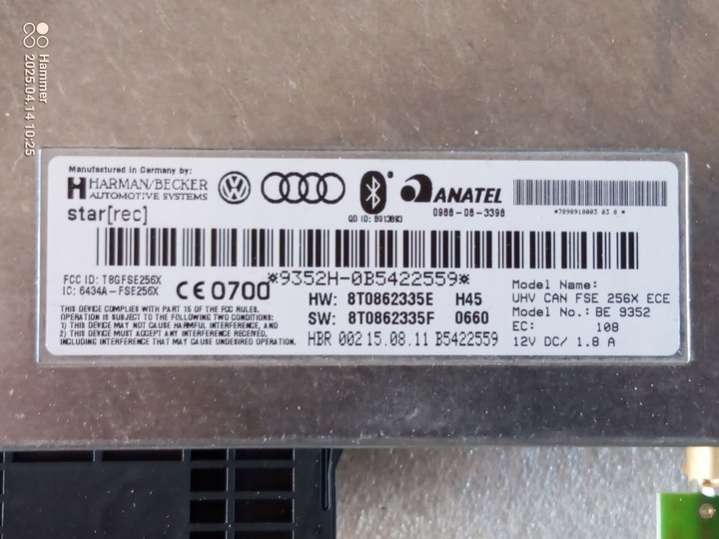 Hammer
2025.04.14 10:25
Manufactured in Germany by:
HARMAN/BECKER
AUTOMOTIVE SYSTEMS
star[rec]
ANATEL
0986-08-3398
QD ID: B913893
*9352H-0B5422559*
FCC ID: T8GFSE256X
IC: 6434A-FSE256X
CE0700
THIS DEVICE COMPLIES WITH PART 15 OF THE FCC RULES.
OPERATION IS SUBJECT TO THE FOLLOWING TWO CONDITIONS:
1) THIS DEVICE MAY NOT CAUSE HARMFUL INTERFERENCE, AND
2) THIS DEVICE MUST ACCEPT ANY INTERFERENCE RECEIVED,
INCLUDING INTERFERENCE THAT MAY CAUSE UNDESIRED OPERATION.
HW: 8T0862335E H45
SW: 8T0862335F 0660
HBR 002 15.08.11 B5422559
Model Name:
UHV CAN FSE 256X ECE
Model No.: BE 9352
EC: 108
12V DC/ 1.8 A